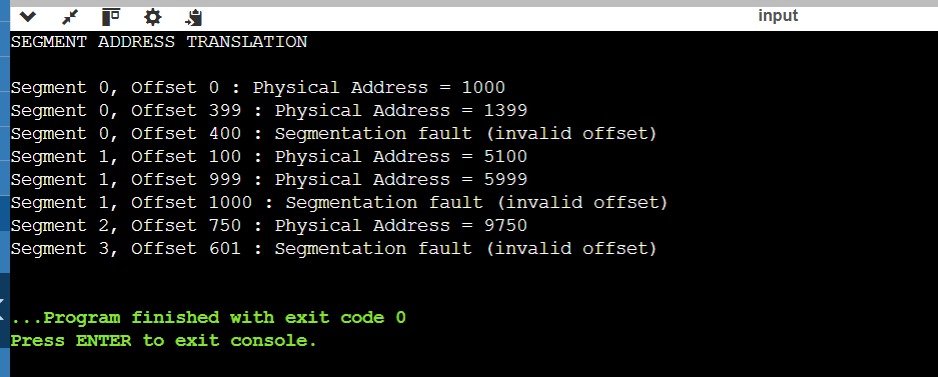 input
SEGMENT ADDRESS TRANSLATION
Segment 0, Offset 0 : Physical Address = 1000
Segment 0, Offset 399 : Physical Address = 1399
Segment 0, Offset 400 : Segmentation fault (invalid offset)
Segment 1, Offset 100 : Physical Address = 5100
Segment 1, Offset 999 : Physical Address = 5999
Segment 1, Offset 1000 : Segmentation fault (invalid offset)
Segment 2, Offset 750 : Physical Address = 9750
Segment 3, Offset 601 : Segmentation fault (invalid offset)
...Program finished with exit code 0
Press ENTER to exit console.